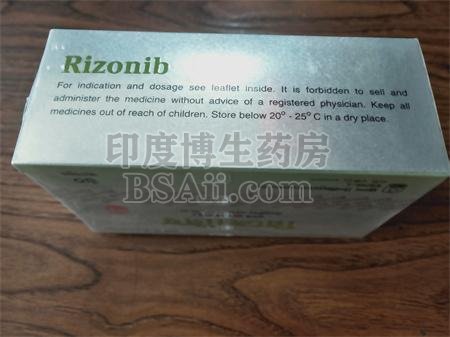 Rizonib
For indication and dosage see leaflet inside. It is forbidden to sell and
administer the medicine without advice of a registered physician. Keep all
medicines out of reach of children. Store below 20° - 25° C in a dry place.
印度博生药房
BSAii.com